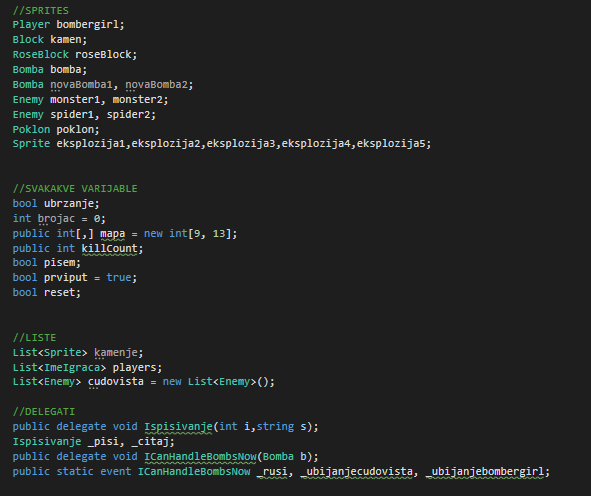 //SPRITES
Player bombergirl;
Block kamen;
RoseBlock roseBlock;
Bomba bomba;
Bomba novaBomba1, novaBomba2;
Enemy monster1, monster2;
Enemy spider1, spider2;
Poklon poklon;
Sprite eksplozija1,eksplozija2,eksplozija3,eksplozija4,eksplozija5;
//SVAKAKVE VARIJABLE
bool ubrzanje;
int brojac = 0;
public int[,] mapa = new int[9, 13];
public int killCount;
bool pisem;
bool prviput = true;
bool reset;
//LISTE
List<Sprite> kamenje;
List<ImeIgraca> players;
List<Enemy> cudovista = new List<Enemy>();
//DELEGATI
public delegate void Ispisivanje(int i,string s);
Ispisivanje _pisi, _citaj;
public delegate void ICanHandleBombsNow(Bomba b);
public static event ICanHandleBombsNow _rusi, _ubijanjecudovista, _ubijanjebombergirl;